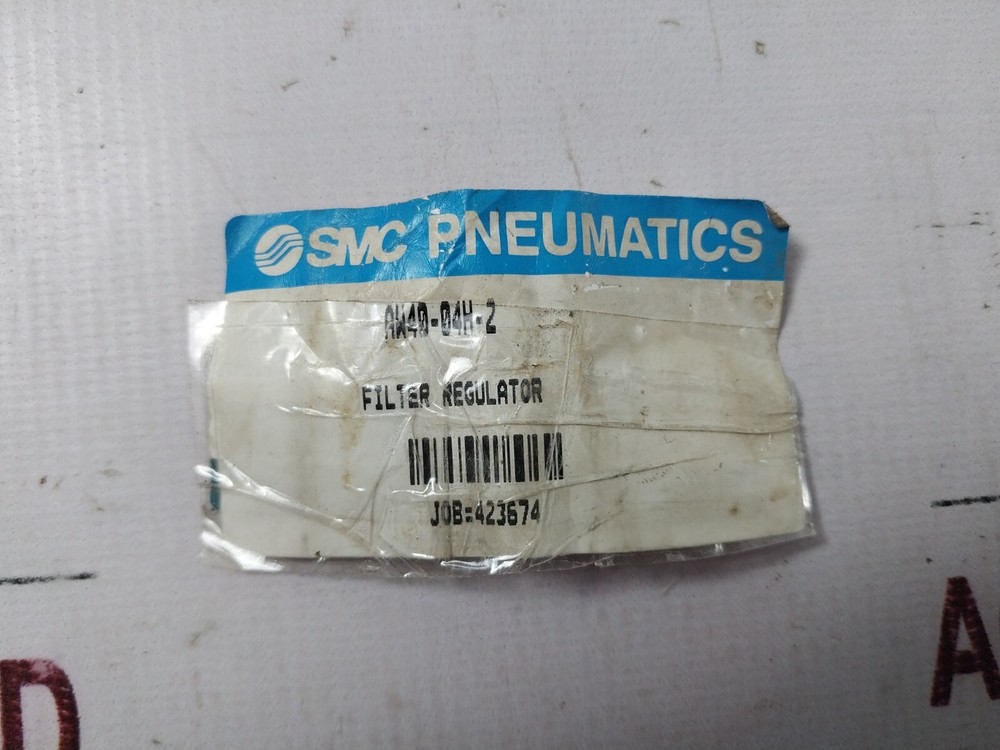 SMC PNEUMATICS
AW40-04H-2
FILTER REGULATOR
JOB=423674
D
A